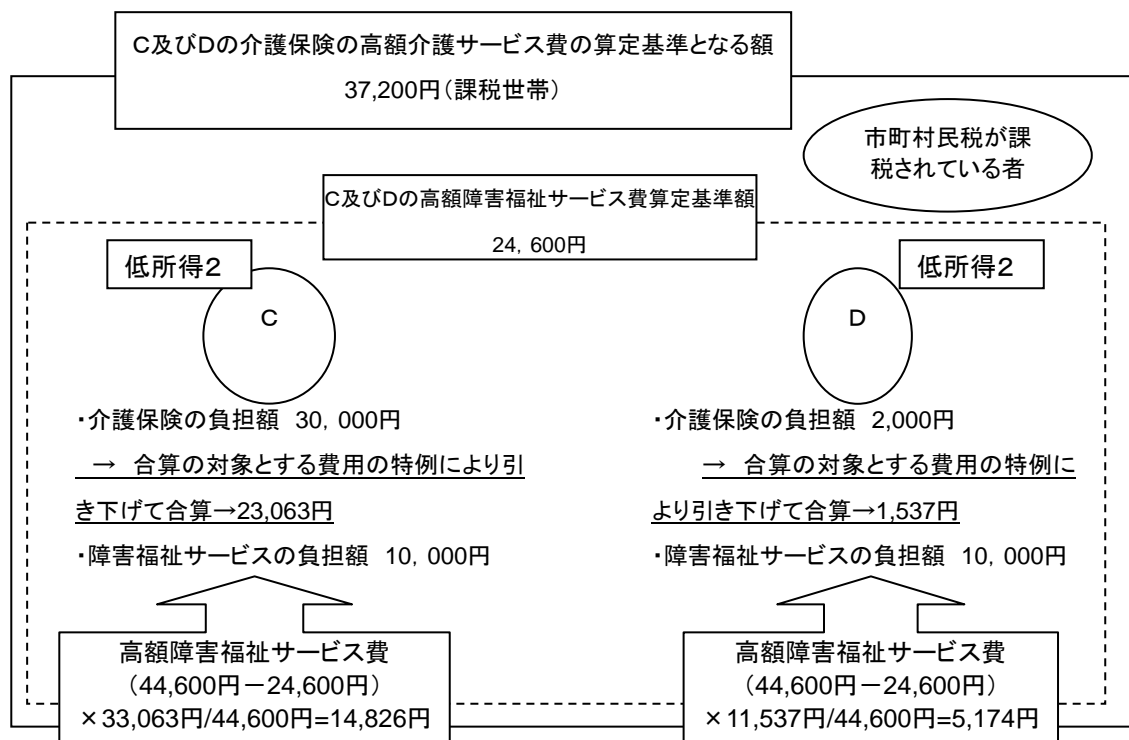 C及びDの介護保険の高額介護サービス費の算定基準となる額
37,200円(課税世帯)
市町村民税が課
税されている者
C及びDの高額障害福祉サービス費算定基準額
24，600円
低所得2
低所得2
C
D
・介護保険の負担額 30，000円
→ 合算の対象とする費用の特例により引
き下げて合算→23,063円
・障害福祉サービスの負担額 10，000円
・介護保険の負担額 2,000円
→ 合算の対象とする費用の特例に
より引き下げて合算→1,537円
・障害福祉サービスの負担額 10，000円
高額障害福祉サービス費
(44,600円－24,600円)
×33,063円/44,600円=14,826円
高額障害福祉サービス費
(44,600円－24,600円)
×11,537円/44,600円=5,174円